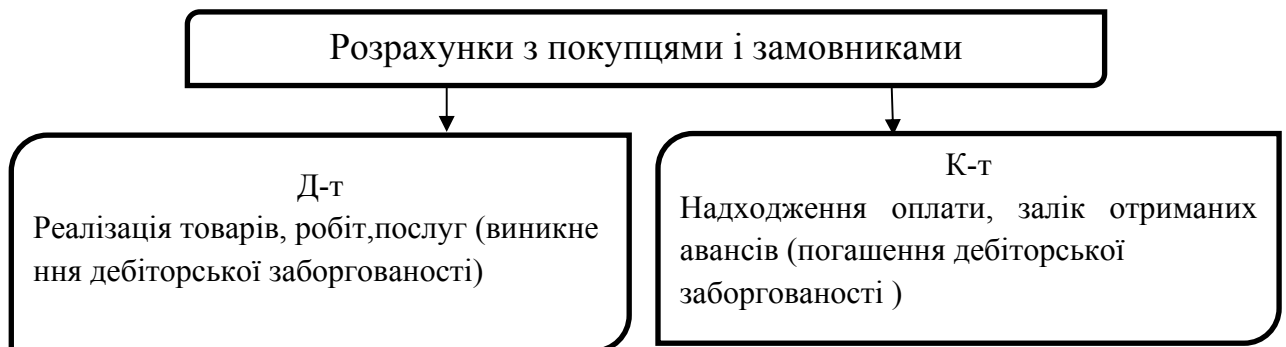 Розрахунки з покупцями і замовниками
Д-т
Реалізація товарів, робіт,послуг (виникне
ння дебіторської заборгованості)
К-т
Надходження оплати, залік отриманих
авансів (погашення дебіторської
заборгованості )